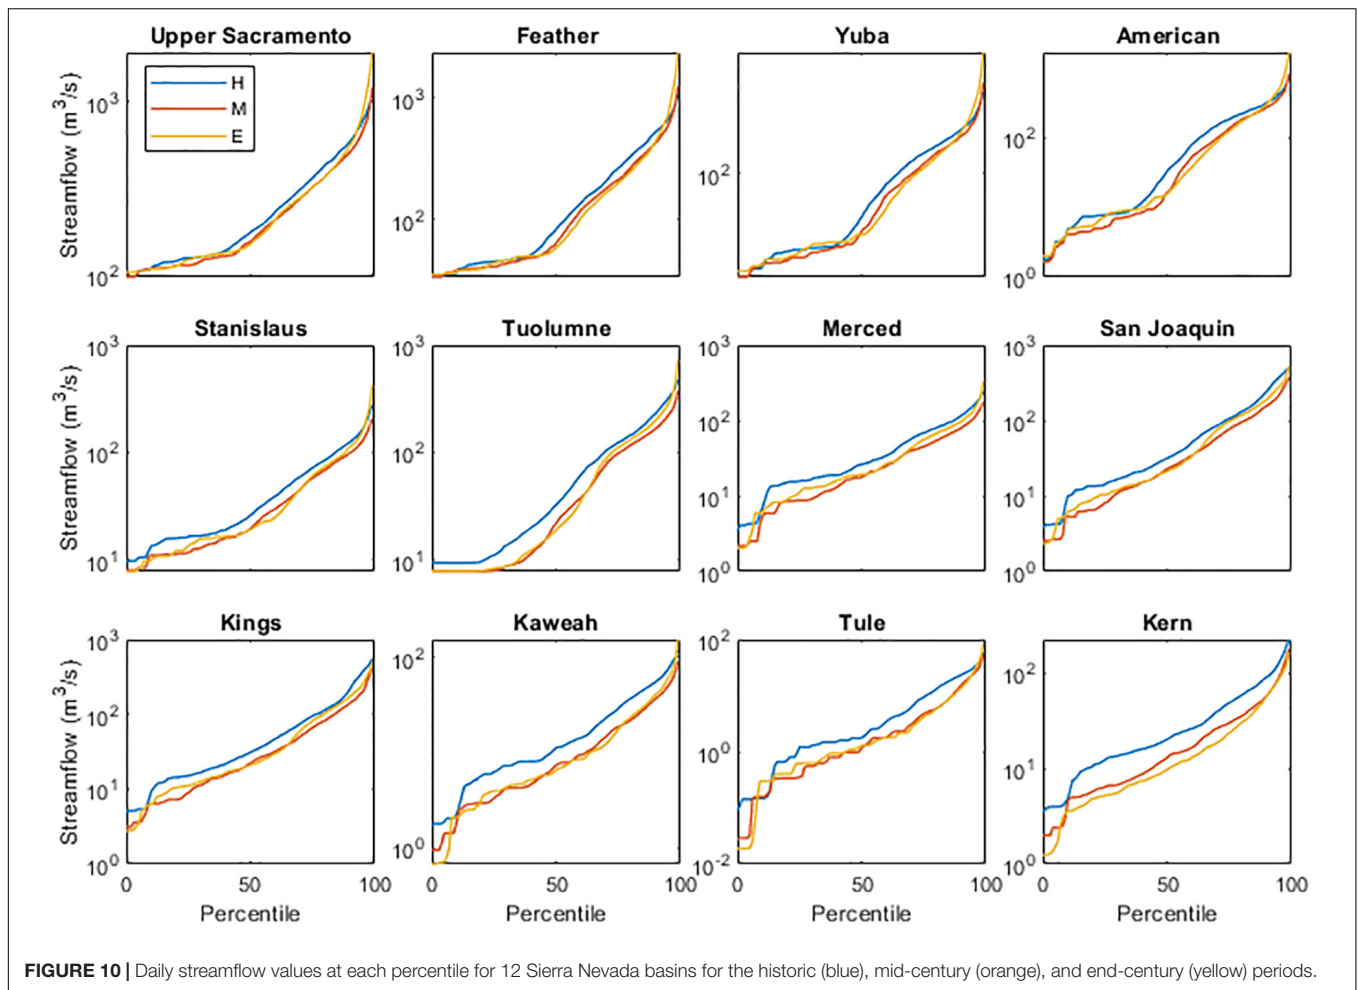 Upper Sacramento Feather Yuba American
Streamflow (m³/s)
10³
10²
H
M
E
10³
10²
10²
10²
10⁰
Stanislaus Tuolumne Merced San Joaquin
Streamflow (m³/s)
10³
10²
10¹
10³
10²
10¹
10³
10²
10¹
10⁰
10³
10²
10¹
10⁰
Kings Kaweah Tule Kern
Streamflow (m³/s)
10³
10²
10¹
10⁰
10²
10⁰
10²
10⁰
10⁻²
10²
10¹
10⁰
0 50 100 0 50 100 0 50 100 0 50 100
Percentile Percentile Percentile Percentile
FIGURE 10 | Daily streamflow values at each percentile for 12 Sierra Nevada basins for the historic (blue), mid-century (orange), and end-century (yellow) periods.